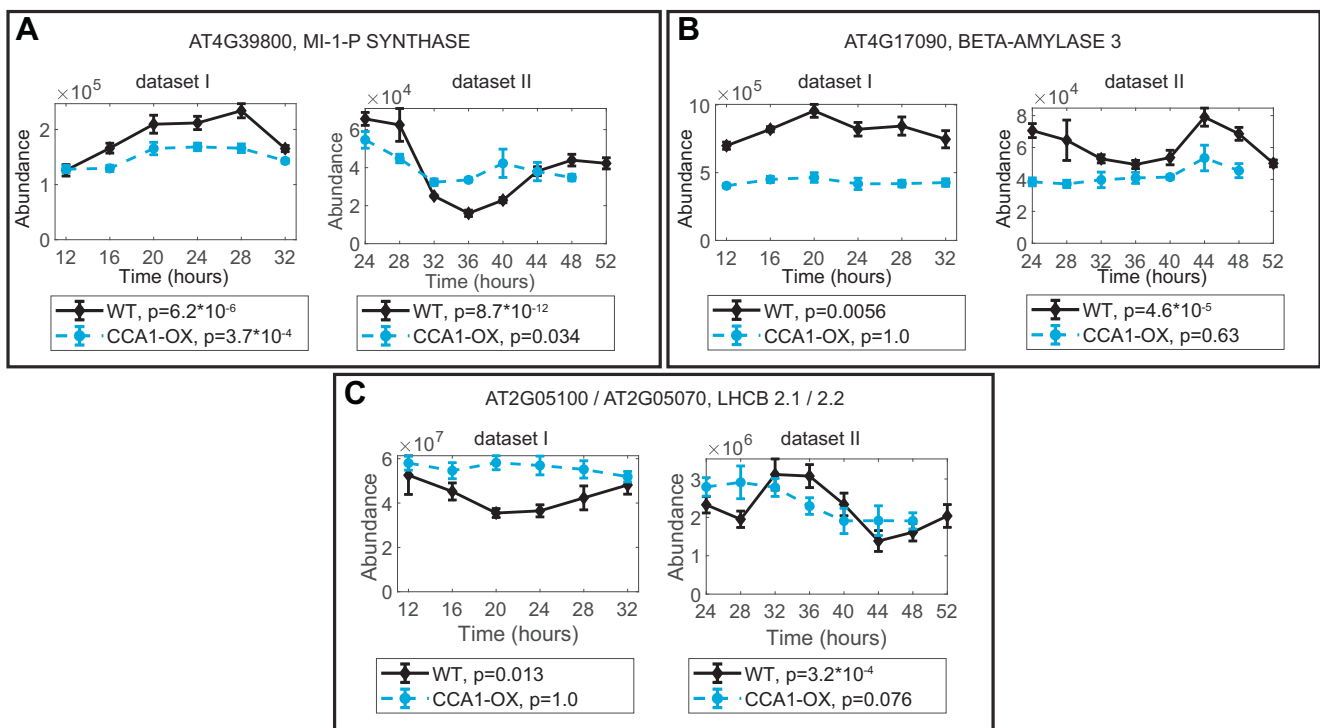 A
AT4G39800, MI-1-P SYNTHASE
dataset I
×10⁵
Abundance
2
1
0
12 16 20 24 28 32
Time (hours)
WT, p=6.2*10⁻⁶
CCA1-OX, p=3.7*10⁻⁴
dataset II
×10⁴
Abundance
6
4
2
0
24 28 32 36 40 44 48 52
Time (hours)
WT, p=8.7*10⁻¹²
CCA1-OX, p=0.034
B
AT4G17090, BETA-AMYLASE 3
dataset I
×10⁵
Abundance
10
5
0
12 16 20 24 28 32
Time (hours)
WT, p=0.0056
CCA1-OX, p=1.0
dataset II
×10⁴
Abundance
8
6
4
2
0
24 28 32 36 40 44 48 52
Time (hours)
WT, p=4.6*10⁻⁵
CCA1-OX, p=0.63
C
AT2G05100 / AT2G05070, LHCB 2.1 / 2.2
dataset I
×10⁷
Abundance
6
4
2
0
12 16 20 24 28 32
Time (hours)
WT, p=0.013
CCA1-OX, p=1.0
dataset II
×10⁶
Abundance
3
2
1
0
24 28 32 36 40 44 48 52
Time (hours)
WT, p=3.2*10⁻⁴
CCA1-OX, p=0.076